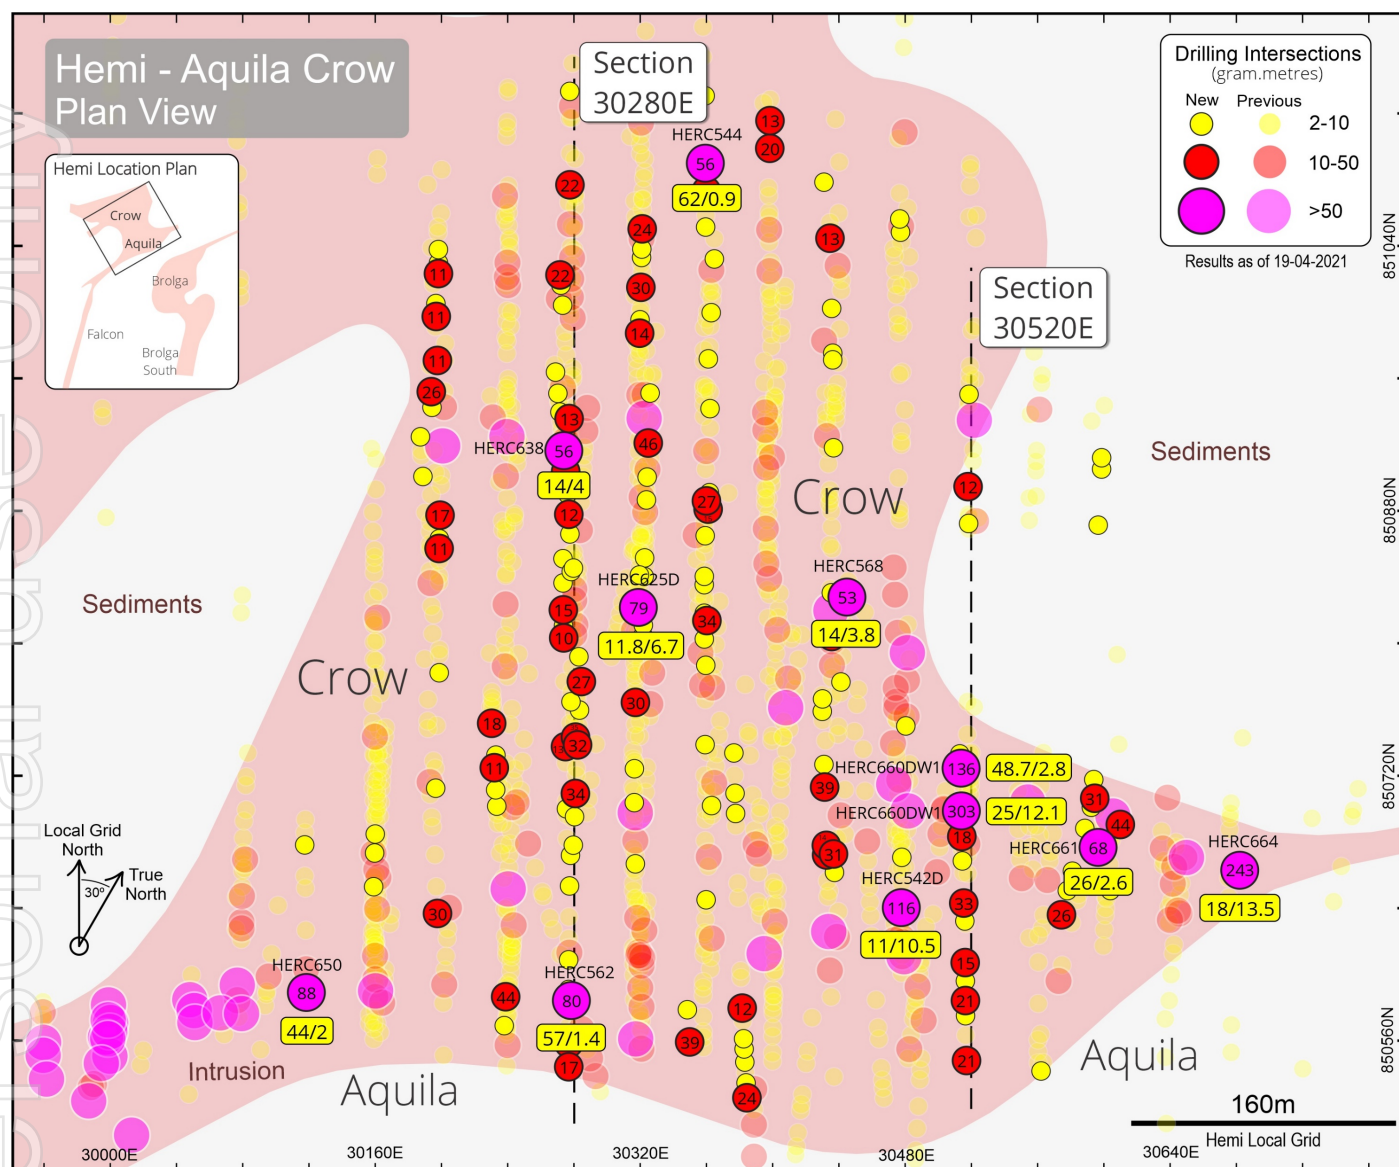 Hemi - Aquila Crow
Plan View
Section
30280E
Drilling Intersections
(gram.metres)
New Previous
2-10
10-50
>50
Results as of 19-04-2021
Hemi Location Plan
Crow
Aquila
Brolga
Falcon
Brolga
South
Section
30520E
HERC544
56
62/0.9
13
20
22
24
13
11
22
30
11
14
11
26
13
HERC638
56
14/4
46
Sediments
12
Crow
17
12
27
11
HERC568
53
14/3.8
Sediments
HERC625D
79
11.8/6.7
15
10
34
Crow
27
30
18
32
11
34
39
HERC660DW1
136
48.7/2.8
HERC660DW1
303
25/12.1
18
31
44
31
HERC661
68
26/2.6
HERC664
243
18/13.5
Local Grid
North
True
North
30º
HERC542D
116
11/10.5
30
33
26
15
HERC650
88
44/2
44
HERC562
80
57/1.4
12
21
39
17
21
24
Intrusion
Aquila
Aquila
160m
Hemi Local Grid
851040N
850880N
850720N
850560N
30000E
30160E
30320E
30480E
30640E